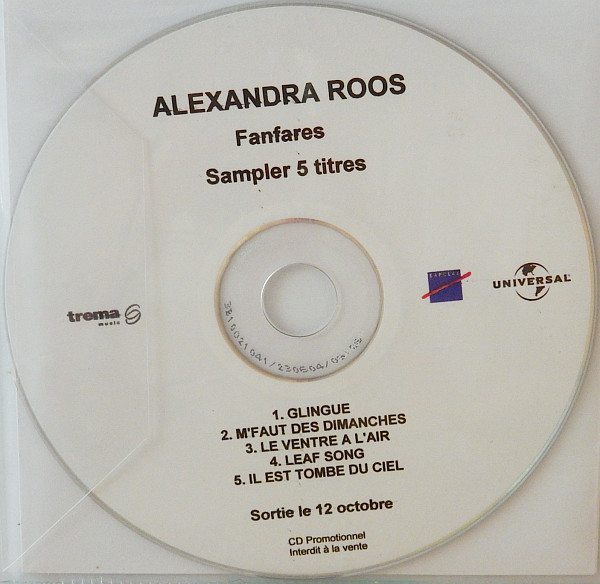 ALEXANDRA ROOS
Fanfares
Sampler 5 titres
trema
music
CAPUCHE
UNIVERSAL
1. GLINGUE
2. M'FAUT DES DIMANCHES
3. LE VENTRE A L'AIR
4. LEAF SONG
5. IL EST TOMBE DU CIEL
Sortie le 12 octobre
CD Promotionnel
Interdit à la vente